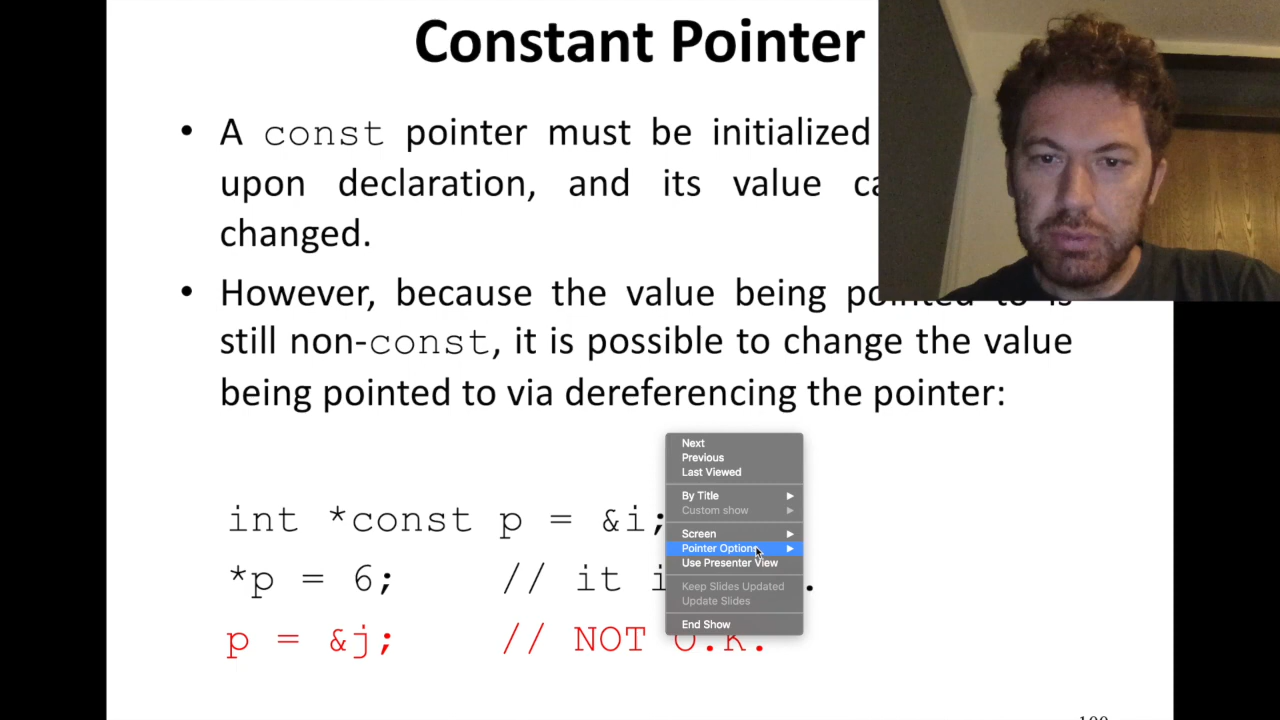 Constant Pointer
• A const pointer must be initialized
upon declaration, and its value
changed.
• However, because the value being pointed to is
still non-const, it is possible to change the value
being pointed to via dereferencing the pointer:
Next
Previous
Last Viewed
By Title
Custom show
int *const p = &i;
Screen
Pointer Options
Use Presenter View
*p = 6; // it
Keep Slides Updated
Update Slides
End Show
p = &j; // NOT O.K.